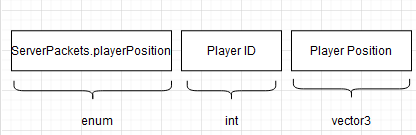 ServerPackets.playerPosition
Player ID
Player Position
enum
int
vector3